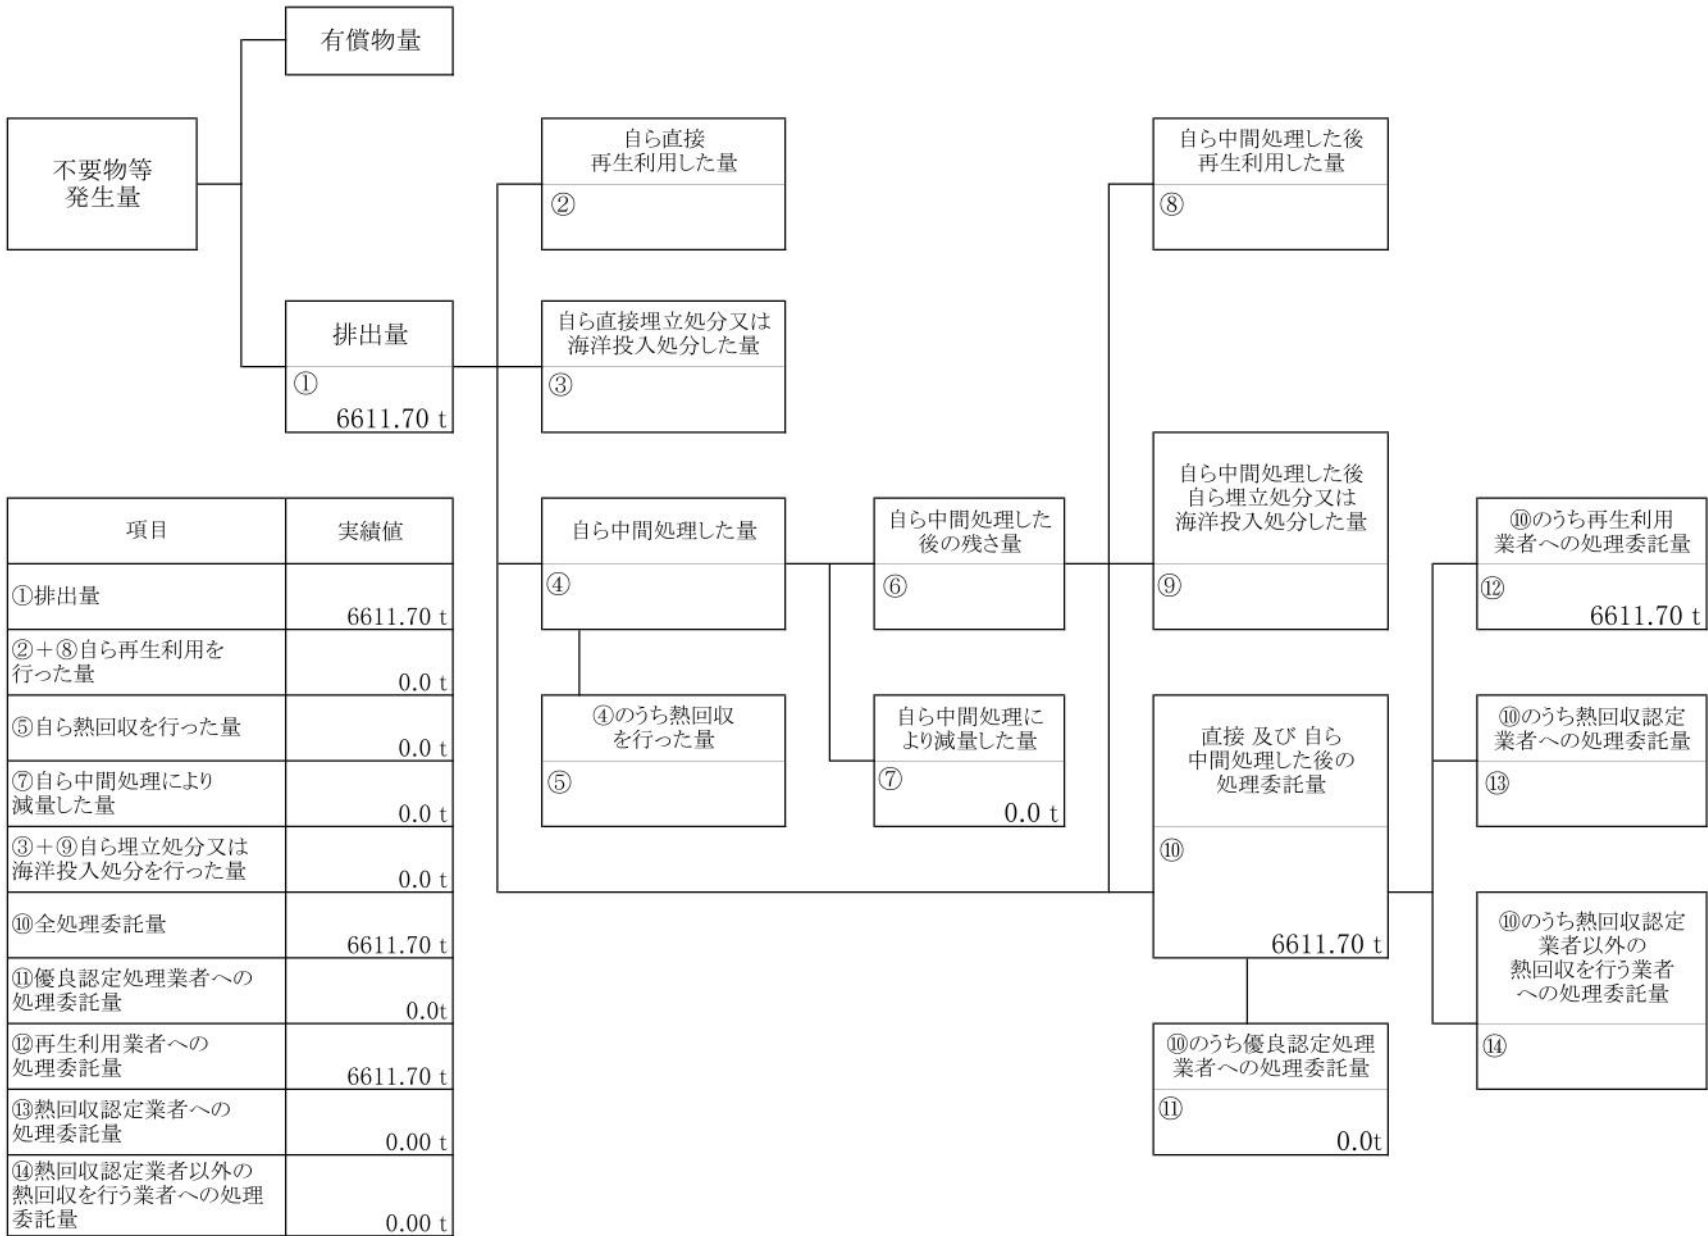 有償物量
不要物等
発生量
自ら直接
再生利用した量
②
自ら中間処理した後
再生利用した量
⑧
排出量
①
6611.70 t
自ら直接埋立処分又は
海洋投入処分した量
③
自ら中間処理した量
④
自ら中間処理した
後の残さ量
⑥
自ら中間処理した後
自ら埋立処分又は
海洋投入処分した量
⑨
⑩のうち再生利用
業者への処理委託量
⑫
6611.70 t
④のうち熱回収
を行った量
⑤
自ら中間処理に
より減量した量
⑦
0.0 t
直接 及び 自ら
中間処理した後の
処理委託量
⑩
6611.70 t
⑩のうち熱回収認定
業者への処理委託量
⑬
⑩のうち熱回収認定
業者以外の
熱回収を行う業者
への処理委託量
⑭
⑩のうち優良認定処理
業者への処理委託量
⑪
0.0t
項目 実績値
①排出量
6611.70 t
②+⑧自ら再生利用を
行った量
0.0 t
⑤自ら熱回収を行った量
0.0 t
⑦自ら中間処理により
減量した量
0.0 t
③+⑨自ら埋立処分又は
海洋投入処分を行った量
0.0 t
⑩全処理委託量
6611.70 t
⑪優良認定処理業者への
処理委託量
0.0t
⑫再生利用業者への
処理委託量
6611.70 t
⑬熱回収認定業者への
処理委託量
0.00 t
⑭熱回収認定業者以外の
熱回収を行う業者への処理
委託量
0.00 t